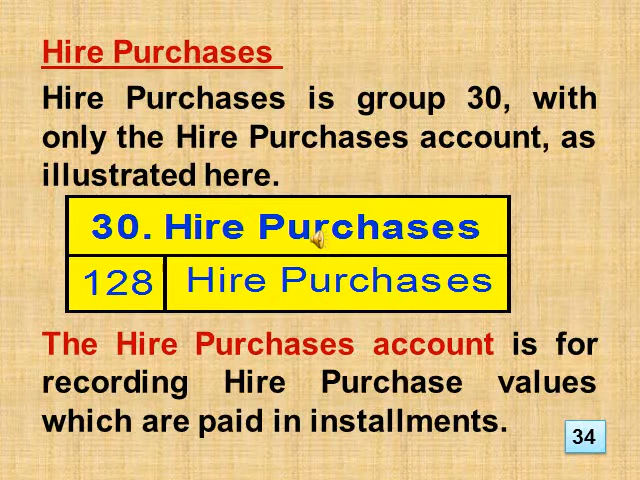 Hire Purchases
Hire Purchases is group 30, with
only the Hire Purchases account, as
illustrated here.
30. Hire Purchases
128 Hire Purchases
The Hire Purchases account is for
recording Hire Purchase values
which are paid in installments.
34